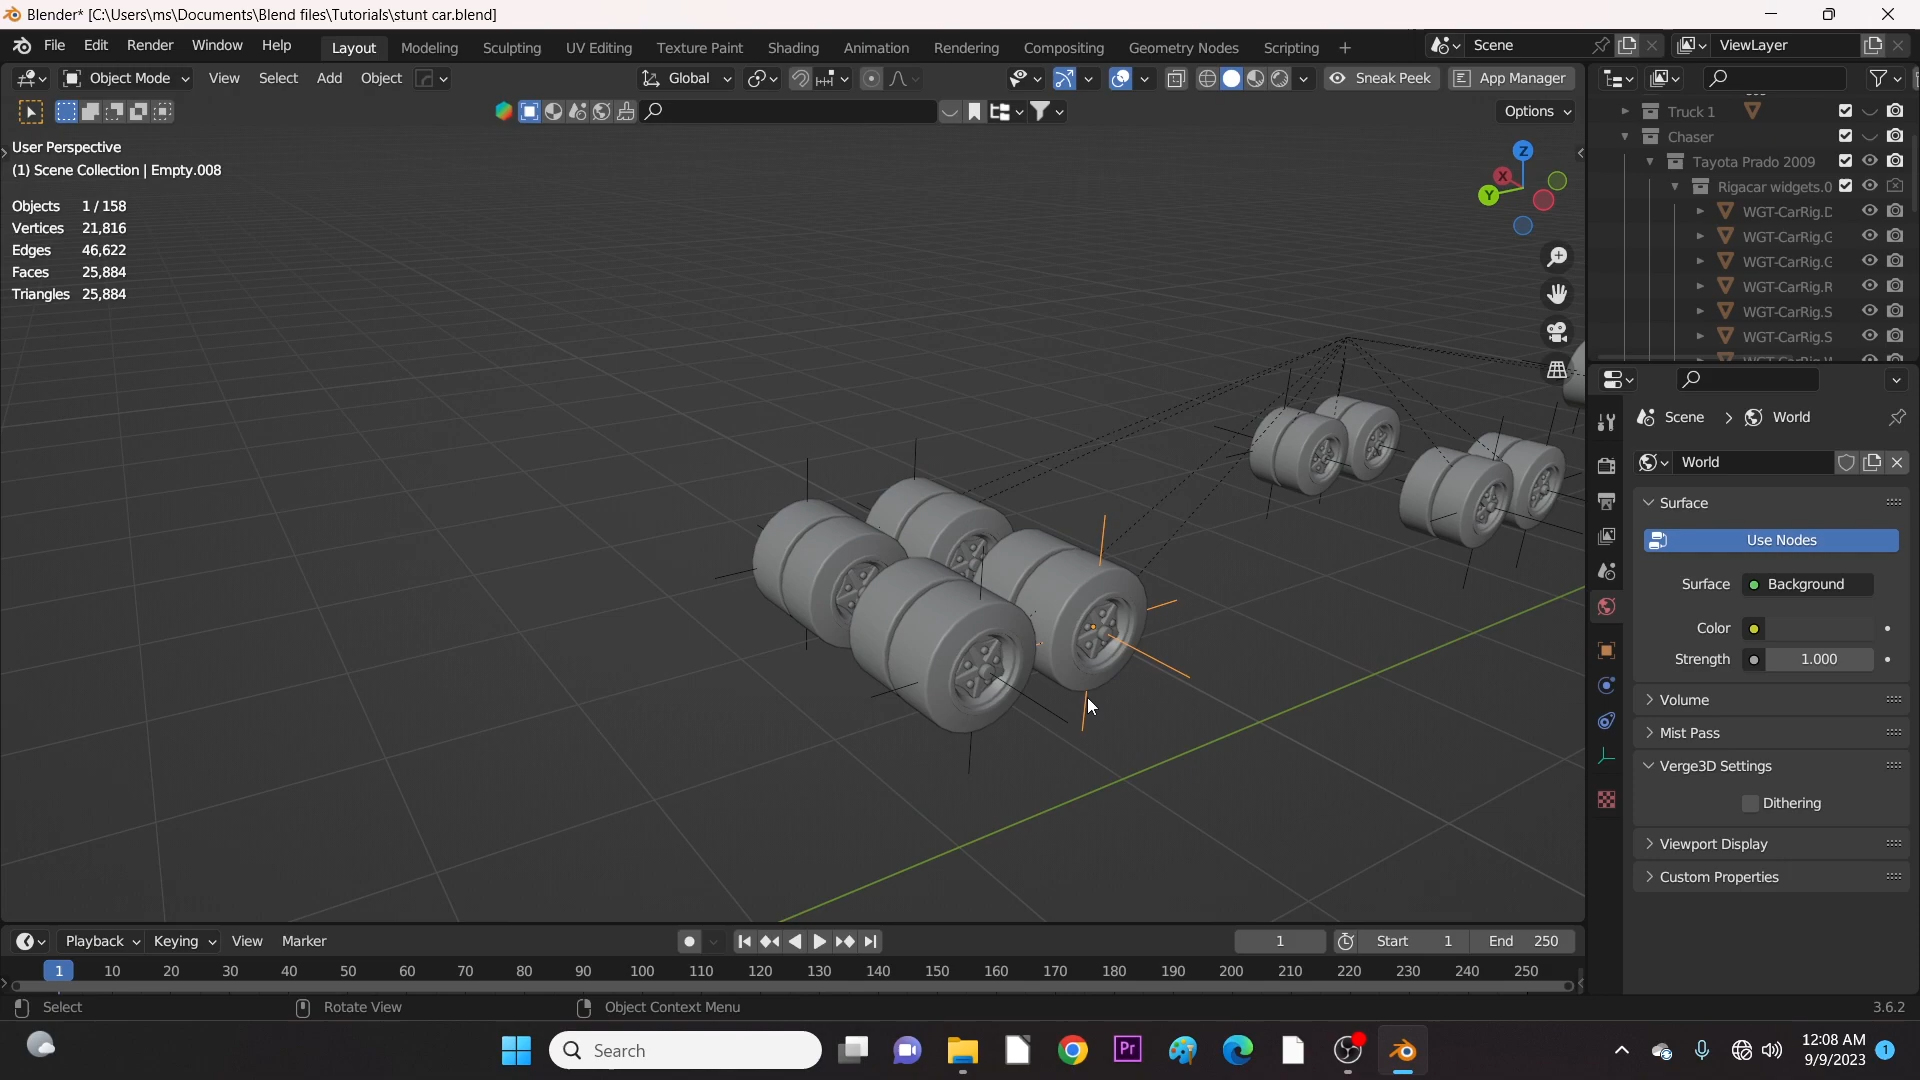 Blender* [C:\Users\ms\Documents\Blend files\Tutorials\stunt car.blend]
File Edit Render Window Help Layout Modeling Sculpting UV Editing Texture Paint Shading Animation Rendering Compositing Geometry Nodes Scripting + Scene ViewLayer
Object Mode View Select Add Object Global Sneak Peek App Manager
Options
User Perspective
(1) Scene Collection | Empty.008
Objects 1/158
Vertices 21,816
Edges 46,622
Faces 25,884
Triangles 25,884
Z
X
Y
Truck 1
Chaser
Tayota Prado 2009
Rigacar widgets.0
WGT-CarRig.D
WGT-CarRig.G
WGT-CarRig.G
WGT-CarRig.R
WGT-CarRig.S
WGT-CarRig.S
Scene > World
World
Surface
Use Nodes
Surface Background
Color
Strength 1.000
Volume
Mist Pass
Verge3D Settings
Dithering
Viewport Display
Custom Properties
Playback Keying View Marker 1 Start 1 End 250
1 10 20 30 40 50 60 70 80 90 100 110 120 130 140 150 160 170 180 190 200 210 220 230 240 250
Select Rotate View Object Context Menu 3.6.2
Search Pr 12:08 AM
9/9/2023 1